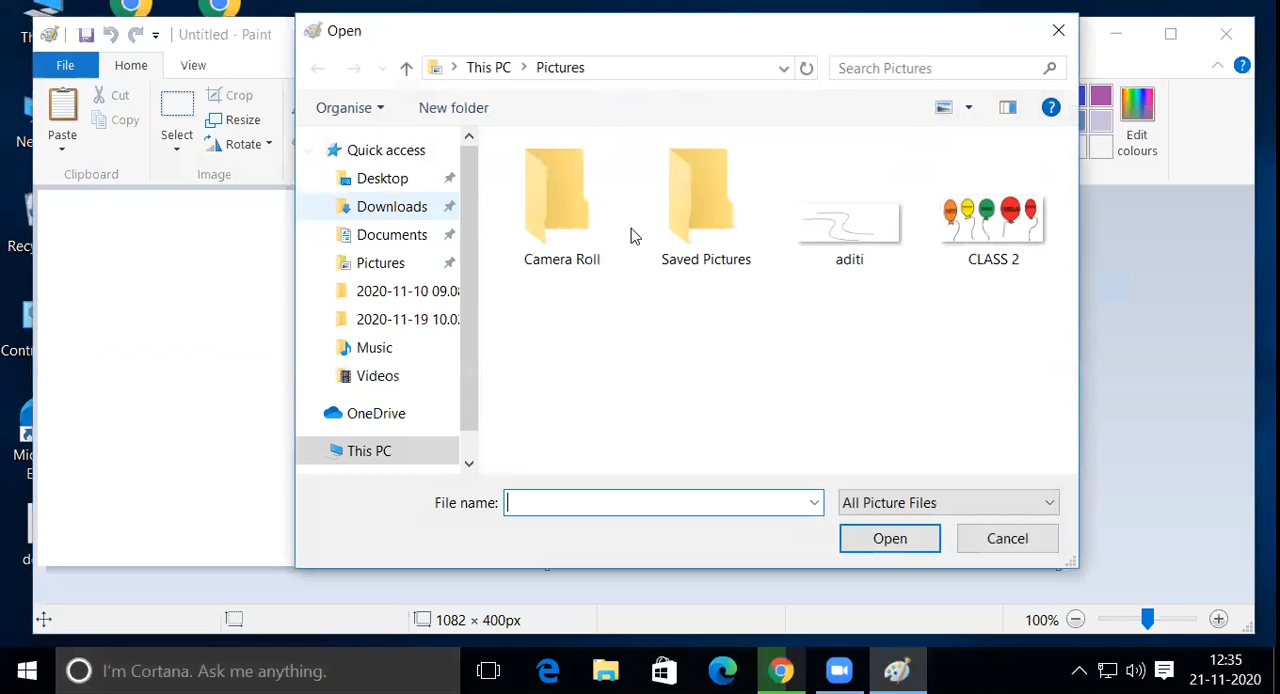 Untitled - Paint
File
Home
View
Paste
Cut
Copy
Clipboard
Select
Crop
Resize
Rotate
Image
Edit
colours
Open
This PC
Pictures
Search Pictures
Organise
New folder
Quick access
Desktop
Downloads
Documents
Pictures
2020-11-10 09.0
2020-11-19 10.0
Music
Videos
OneDrive
This PC
Camera Roll
Saved Pictures
aditi
CLASS 2
File name:
All Picture Files
Open
Cancel
1082 × 400px
100%
I'm Cortana. Ask me anything.
12:35
21-11-2020